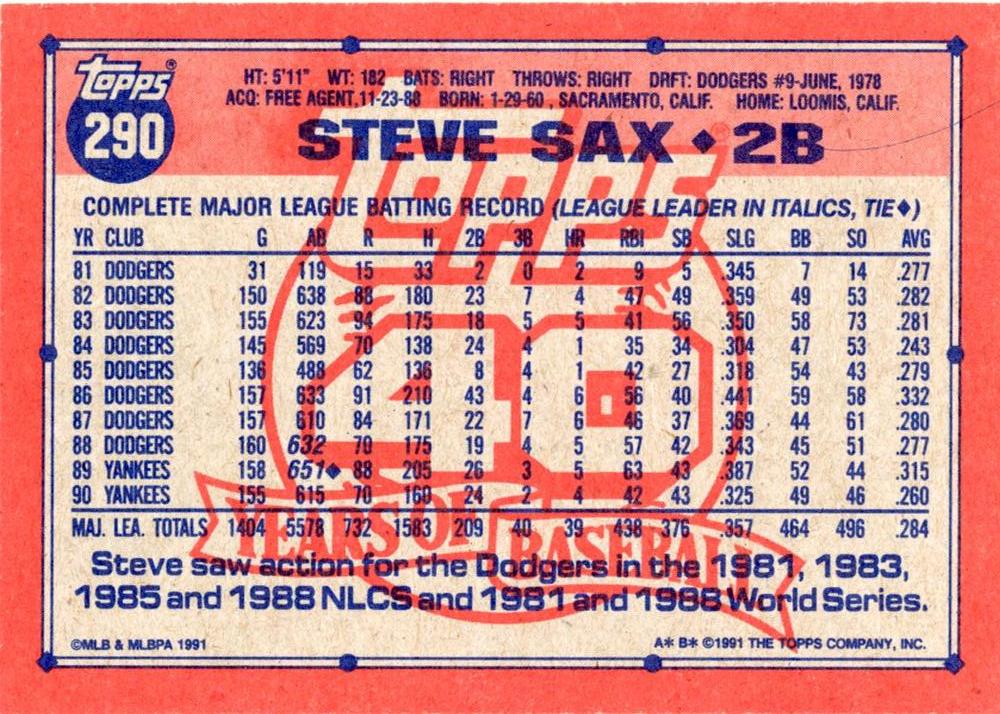 Topps®
290
HT: 5'11" WT: 182 BATS: RIGHT THROWS: RIGHT DRFT: DODGERS #9-JUNE, 1978
ACQ: FREE AGENT,11-23-88 BORN: 1-29-60, SACRAMENTO, CALIF. HOME: LOOMIS, CALIF.
STEVE SAX ♦ 2B
COMPLETE MAJOR LEAGUE BATTING RECORD (LEAGUE LEADER IN ITALICS, TIE♦)
YR CLUB G AB R H 2B 3B HR RBI SB SLG BB SO AVG
81 DODGERS 31 119 15 33 2 0 2 9 5 .345 7 14 .277
82 DODGERS 150 638 88 180 23 7 4 47 49 .359 49 53 .282
83 DODGERS 155 623 94 175 18 5 5 41 56 .350 58 73 .281
84 DODGERS 145 569 70 138 24 4 1 35 34 .304 47 53 .243
85 DODGERS 136 488 62 136 8 4 1 42 27 .318 54 43 .279
86 DODGERS 157 633 91 210 43 4 6 56 40 .441 59 58 .332
87 DODGERS 157 610 84 171 22 7 6 46 37 .369 44 61 .280
88 DODGERS 160 632 70 175 19 4 5 57 42 .343 45 51 .277
89 YANKEES 158 651♦ 88 205 26 3 5 63 43 .387 52 44 .315
90 YANKEES 155 615 70 160 24 2 4 42 43 .325 49 46 .260
MAJ. LEA. TOTALS 1404 5578 732 1583 209 40 39 438 376 .357 464 496 .284
Topps
40
YEARS OF BASEBALL
Steve saw action for the Dodgers in the 1981, 1983,
1985 and 1988 NLCS and 1981 and 1988 World Series.
©MLB & MLBPA 1991 A* B* ©1991 THE TOPPS COMPANY, INC.